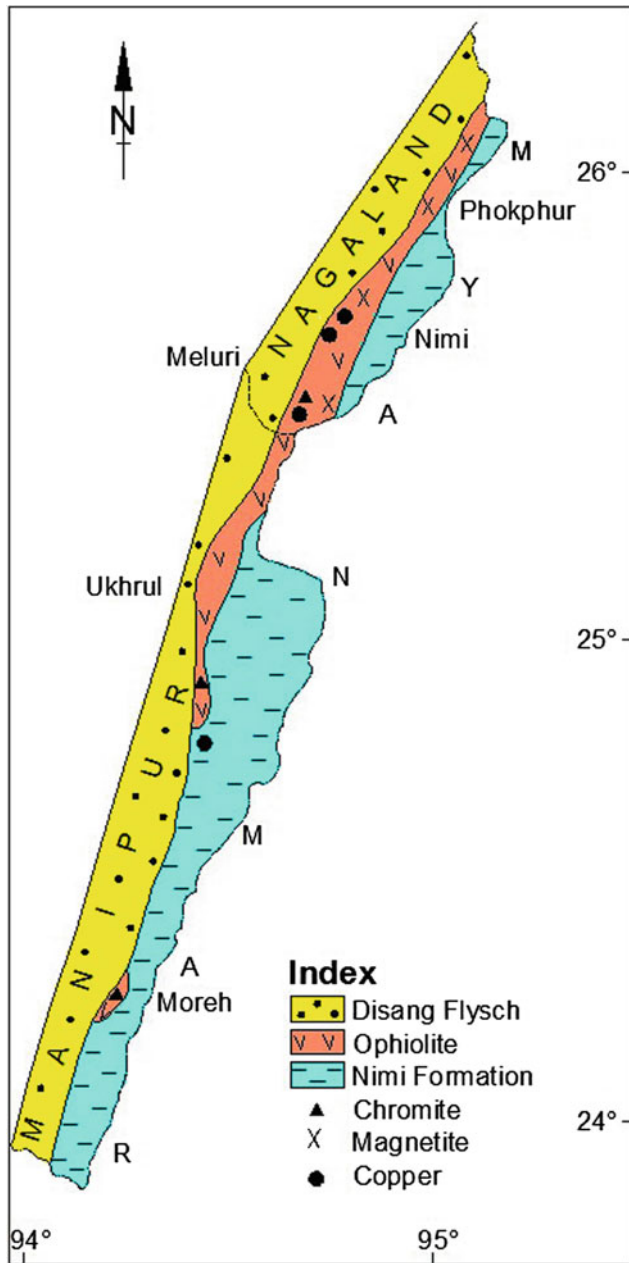 N
M
26°
NAGALAND
Phokphur
Y
Nimi
Meluri
A
Ukhrul
N
25°
M
MANIPUR
A
Moreh
R
Index
Disang Flysch
Ophiolite
Nimi Formation
Chromite
Magnetite
Copper
24°
94°
95°